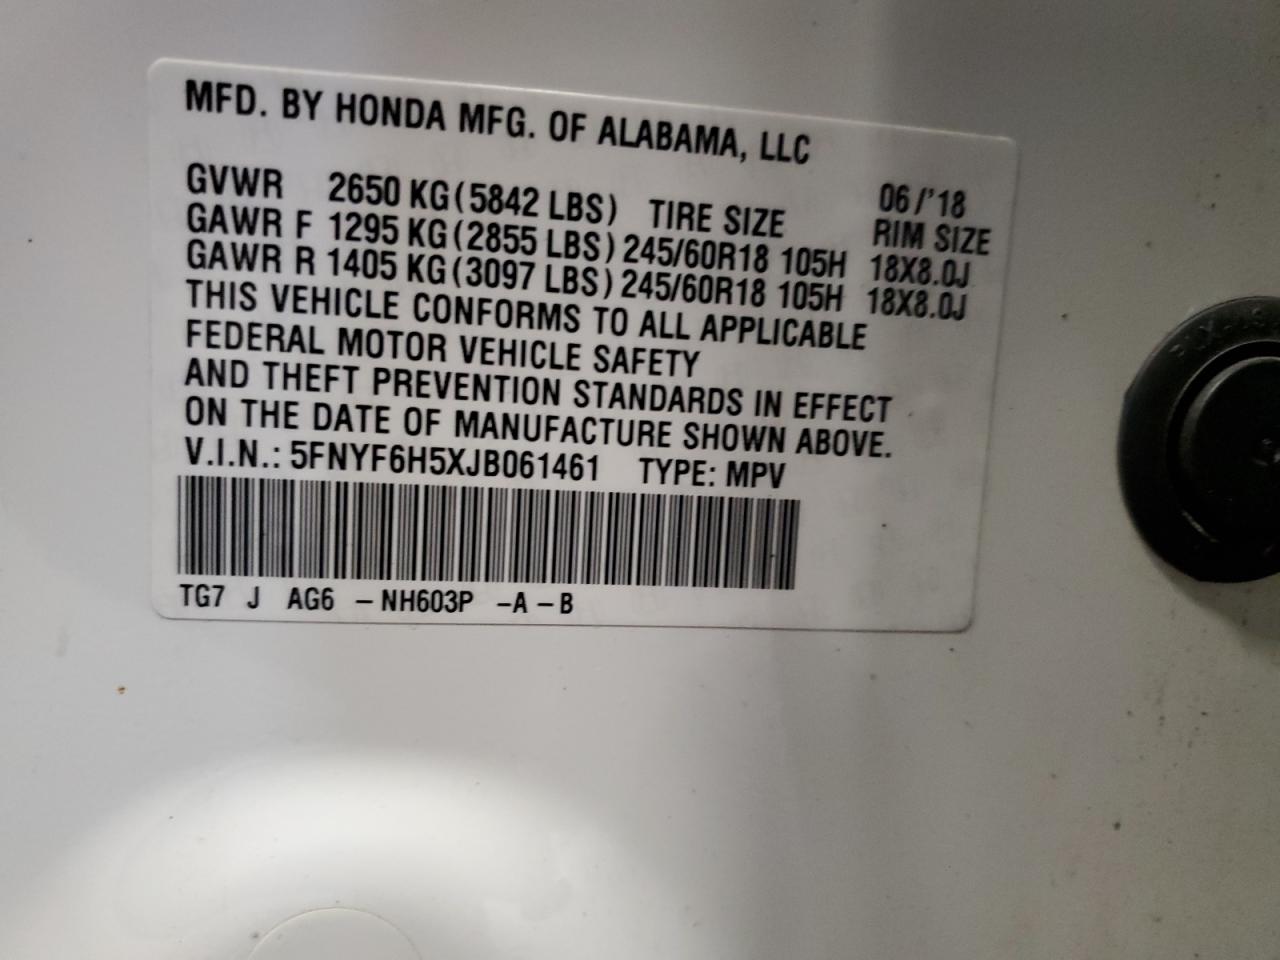 MFD. BY HONDA MFG. OF ALABAMA, LLC
06/'18
GVWR 2650 KG(5842 LBS) TIRE SIZE RIM SIZE
GAWR F 1295 KG(2855 LBS) 245/60R18 105H 18X8.0J
GAWR R 1405 KG(3097 LBS) 245/60R18 105H 18X8.0J
THIS VEHICLE CONFORMS TO ALL APPLICABLE
FEDERAL MOTOR VEHICLE SAFETY
AND THEFT PREVENTION STANDARDS IN EFFECT
ON THE DATE OF MANUFACTURE SHOWN ABOVE.
V.I.N.: 5FNYF6H5XJB061461 TYPE: MPV
TG7 J AG6 -NH603P -A-B